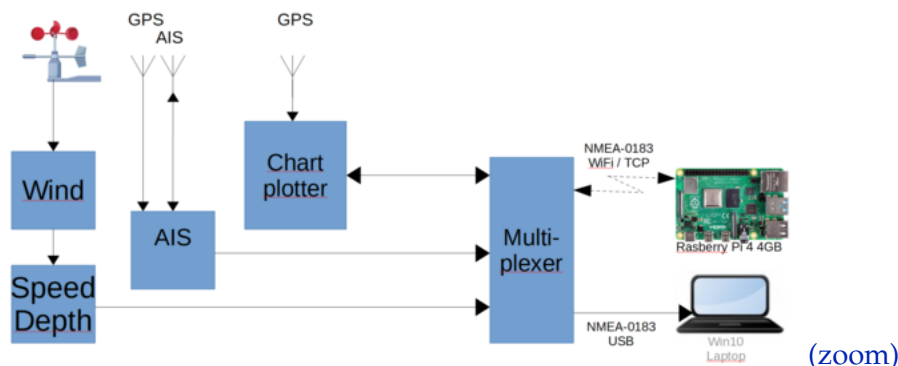 GPS
AIS
GPS
Wind
AIS
Chart
plotter
Speed
Depth
Multi-
plexer
NMEA-0183
WiFi / TCP
Rasberry Pi 4 4GB
NMEA-0183
USB
Win10
Laptop
(zoom)